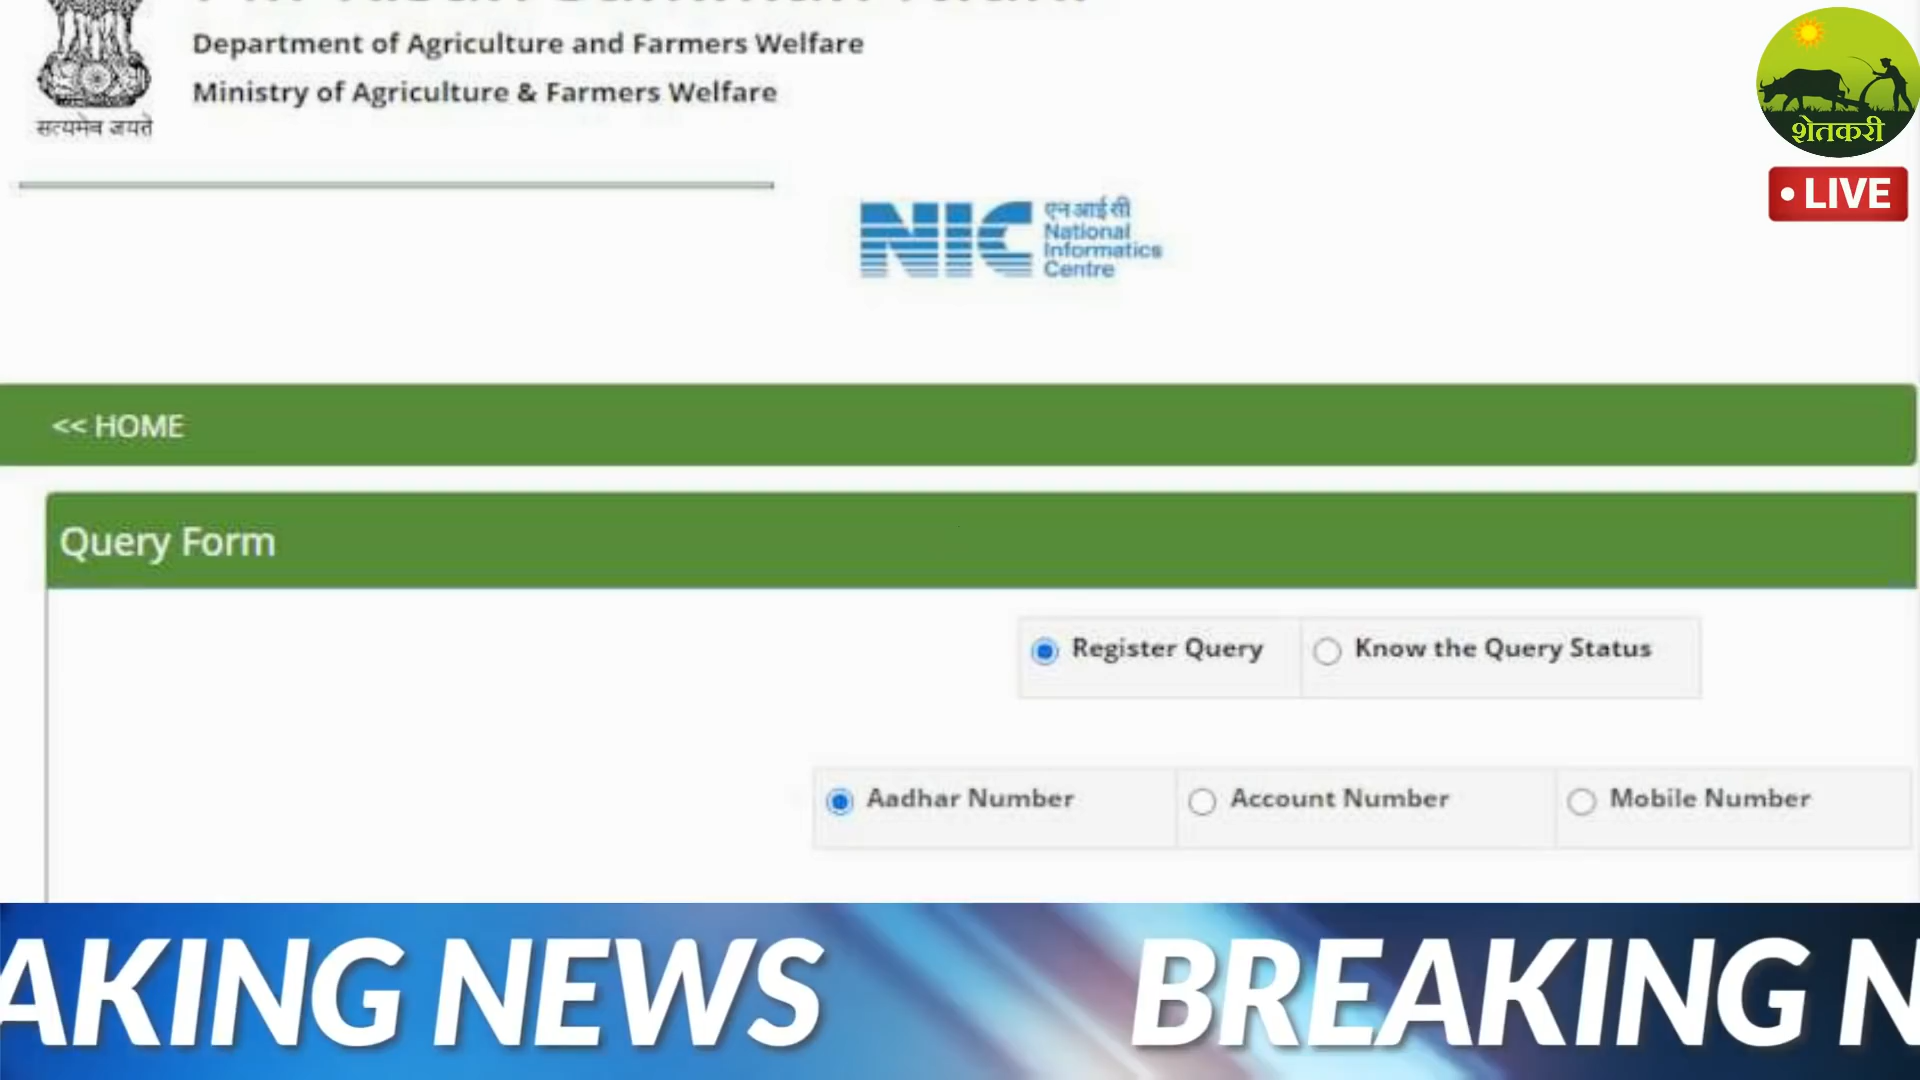 Department of Agriculture and Farmers Welfare
Ministry of Agriculture & Farmers Welfare
सत्यमेव जयते
शेतकरी
• LIVE
NIC
एन आई सी
National
Informatics
Centre
<< HOME
Query Form
Register Query
Know the Query Status
Aadhar Number
Account Number
Mobile Number
AKING NEWS
BREAKING N